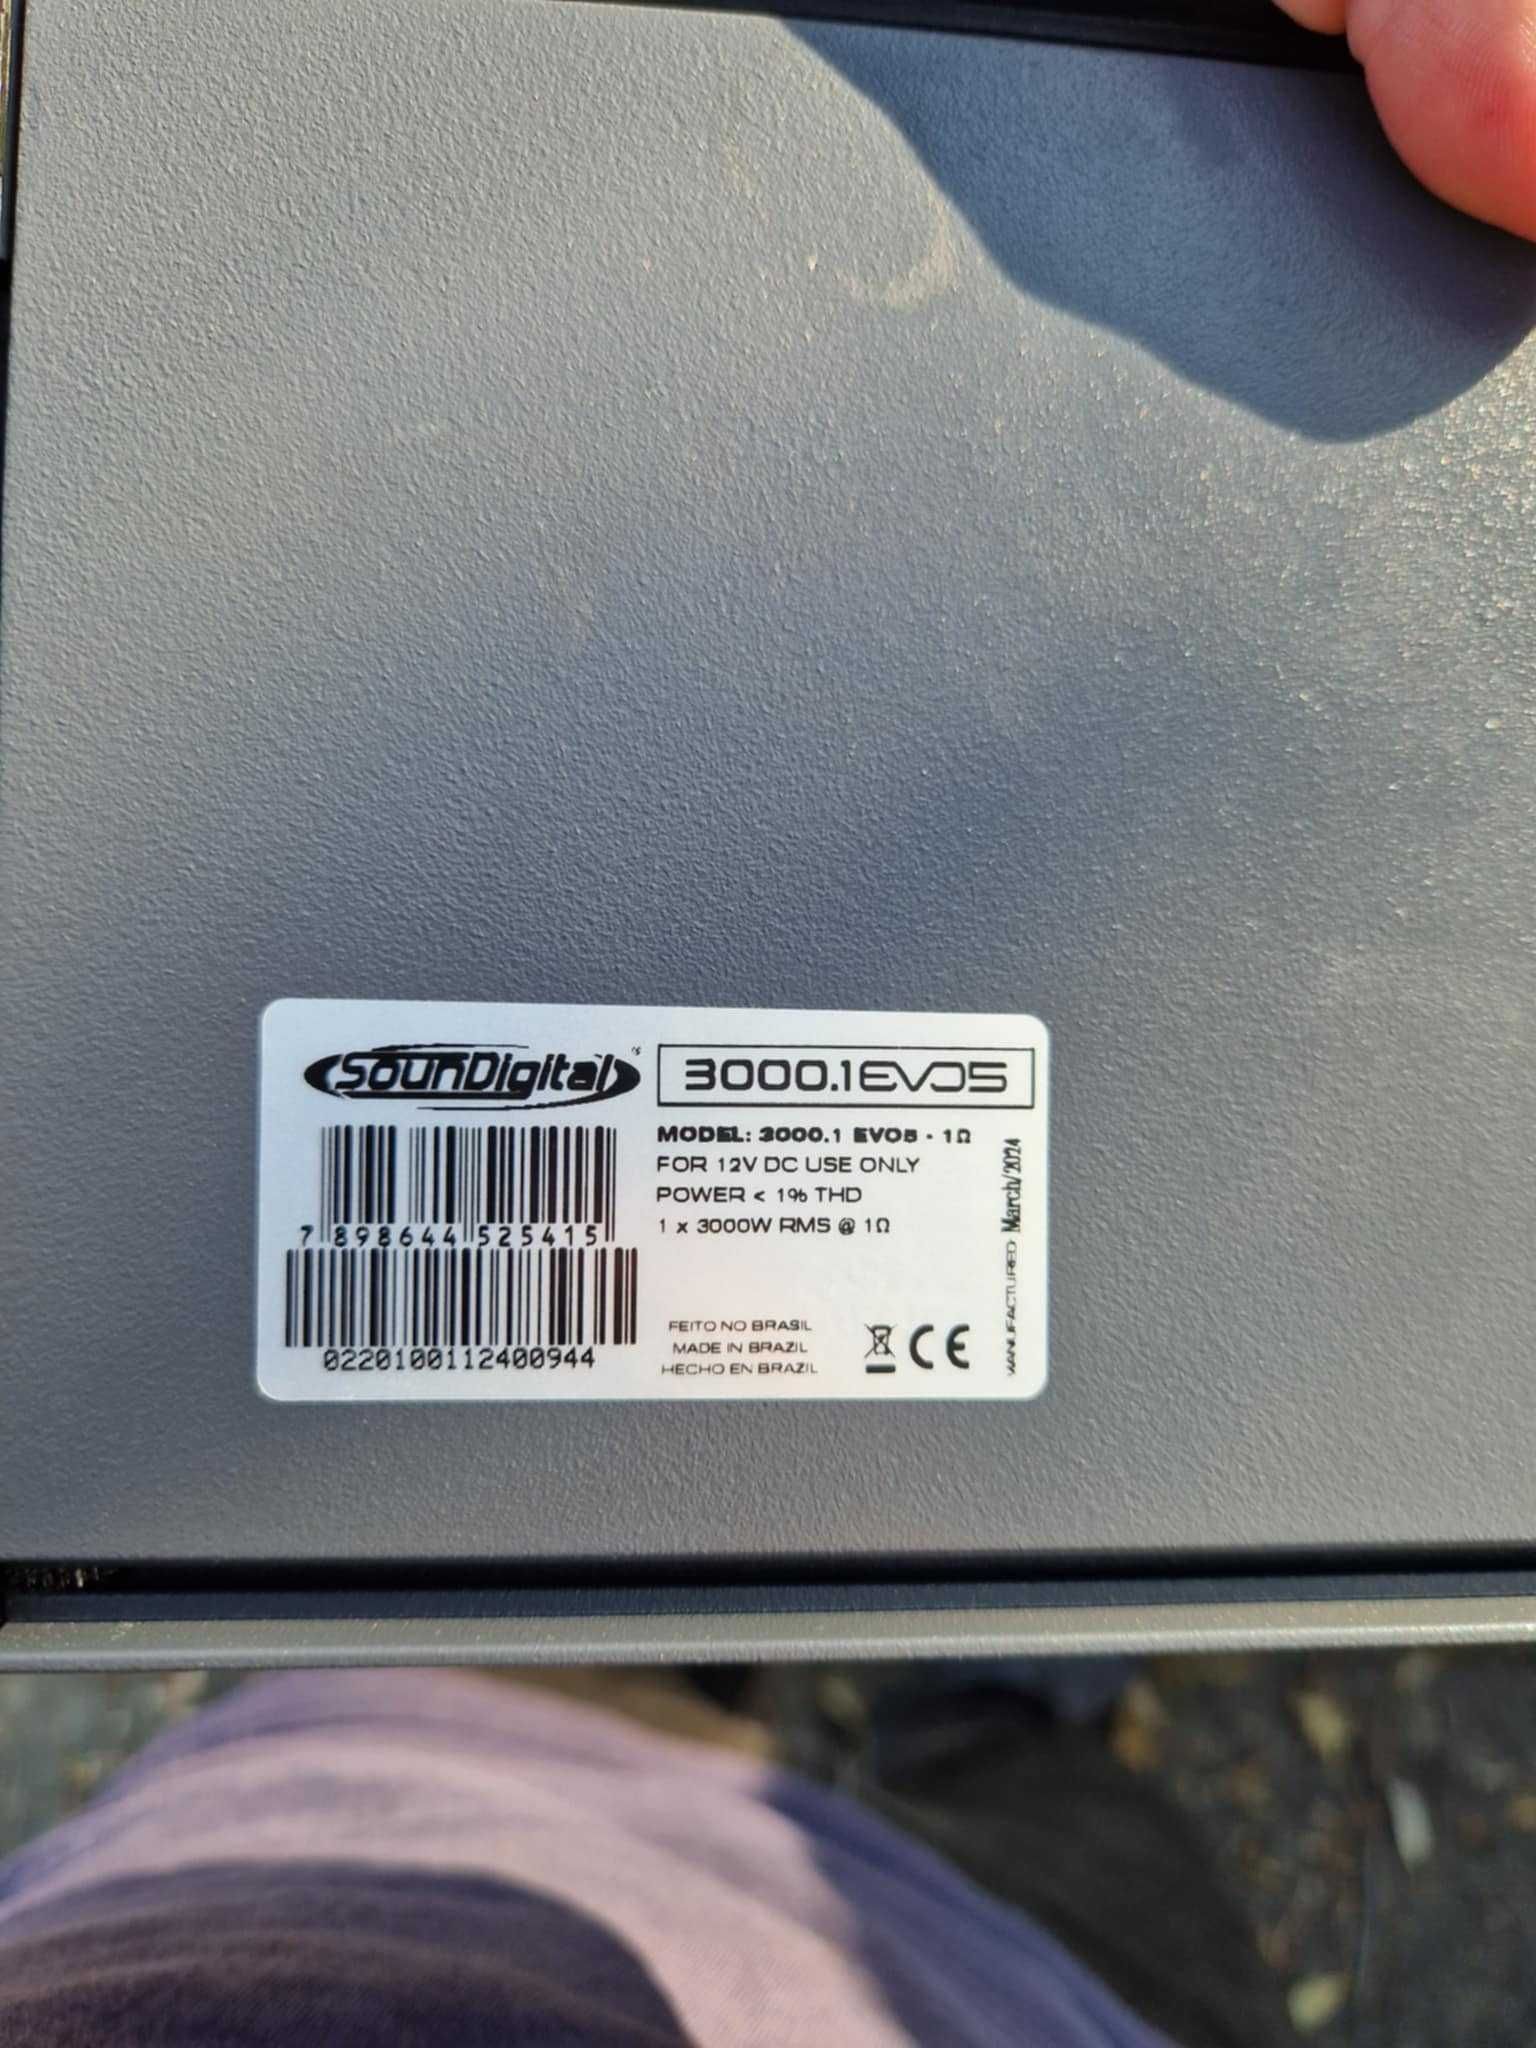 SounDigital
3000.1EVO5
MODEL: 3000.1 EVO5 - 1Ω
FOR 12V DC USE ONLY
POWER < 1% THD
1 x 3000W RMS @ 1Ω
7 898644 525415
0220100112400944
FEITO NO BRASIL
MADE IN BRAZIL
HECHO EN BRAZIL
CE
MANUFACTURED: March/2024